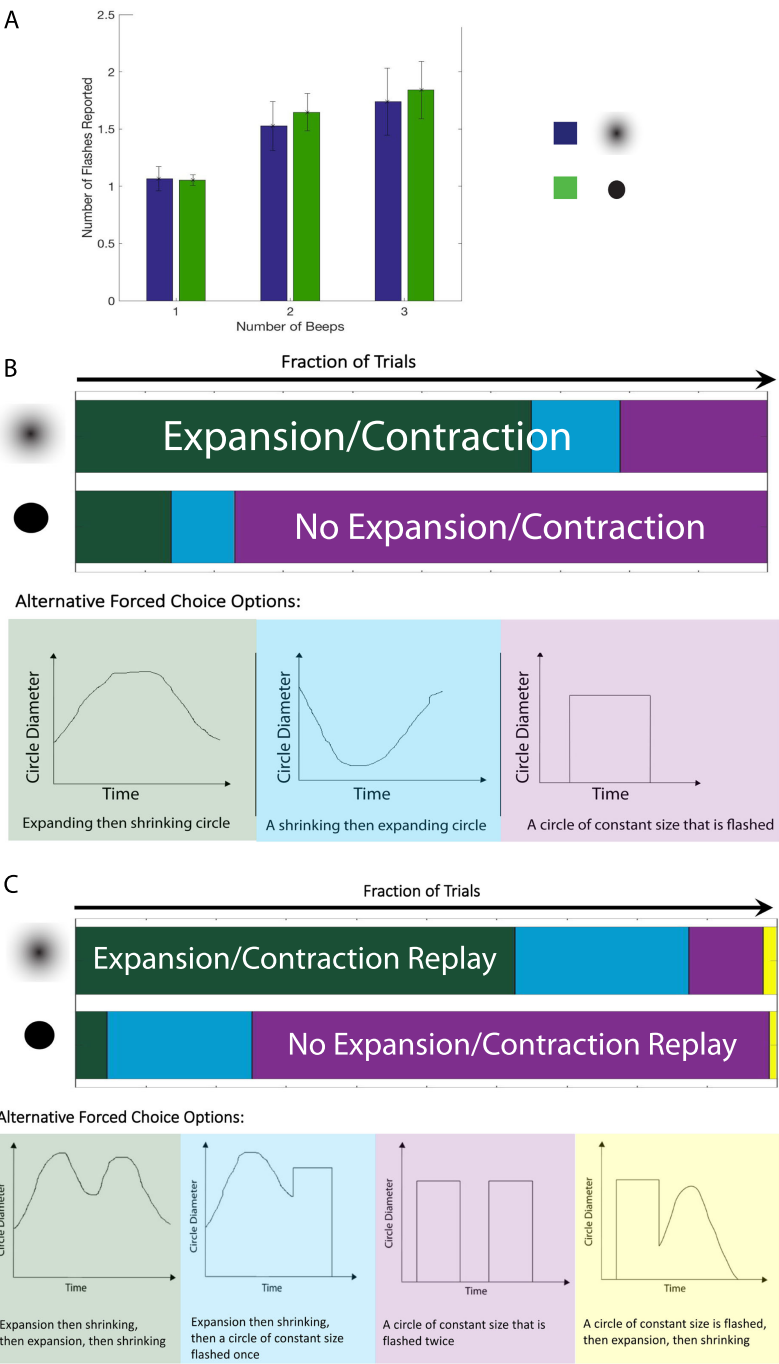 A
2.5
2
1.5
1
0.5
0
Number of Flashes Reported
1
2
3
Number of Beeps
B
Fraction of Trials
Expansion/Contraction
No Expansion/Contraction
Alternative Forced Choice Options:
Circle Diameter
Time
Expanding then shrinking circle
Circle Diameter
Time
A shrinking then expanding circle
Circle Diameter
Time
A circle of constant size that is flashed
C
Fraction of Trials
Expansion/Contraction Replay
No Expansion/Contraction Replay
Alternative Forced Choice Options:
Circle Diameter
Time
Expansion then shrinking,
then expansion, then shrinking
Circle Diameter
Time
Expansion then shrinking,
then a circle of constant size
flashed once
Circle Diameter
Time
A circle of constant size that is
flashed twice
Circle Diameter
Time
A circle of constant size is flashed,
then expansion, then shrinking